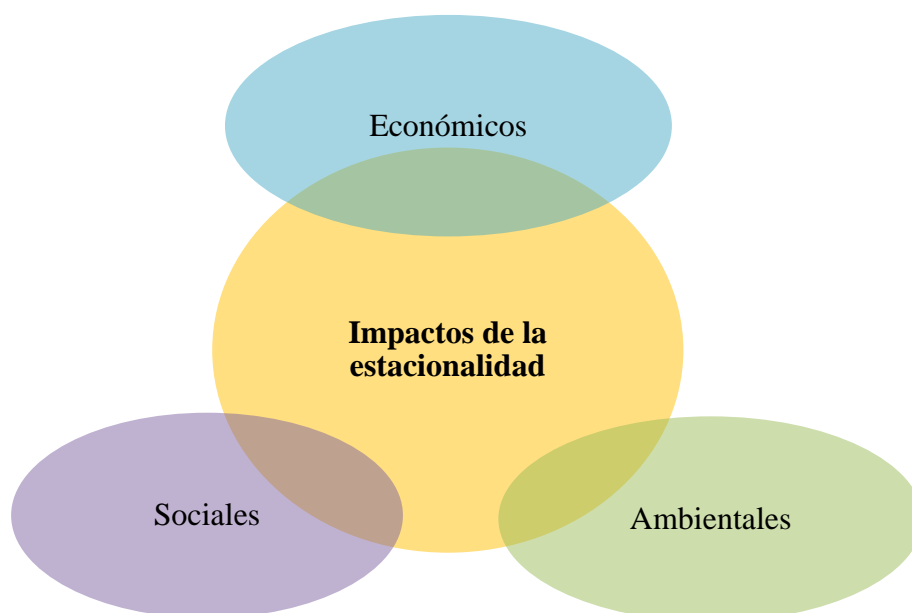 Económicos
Impactos de la
estacionalidad
Sociales
Ambientales